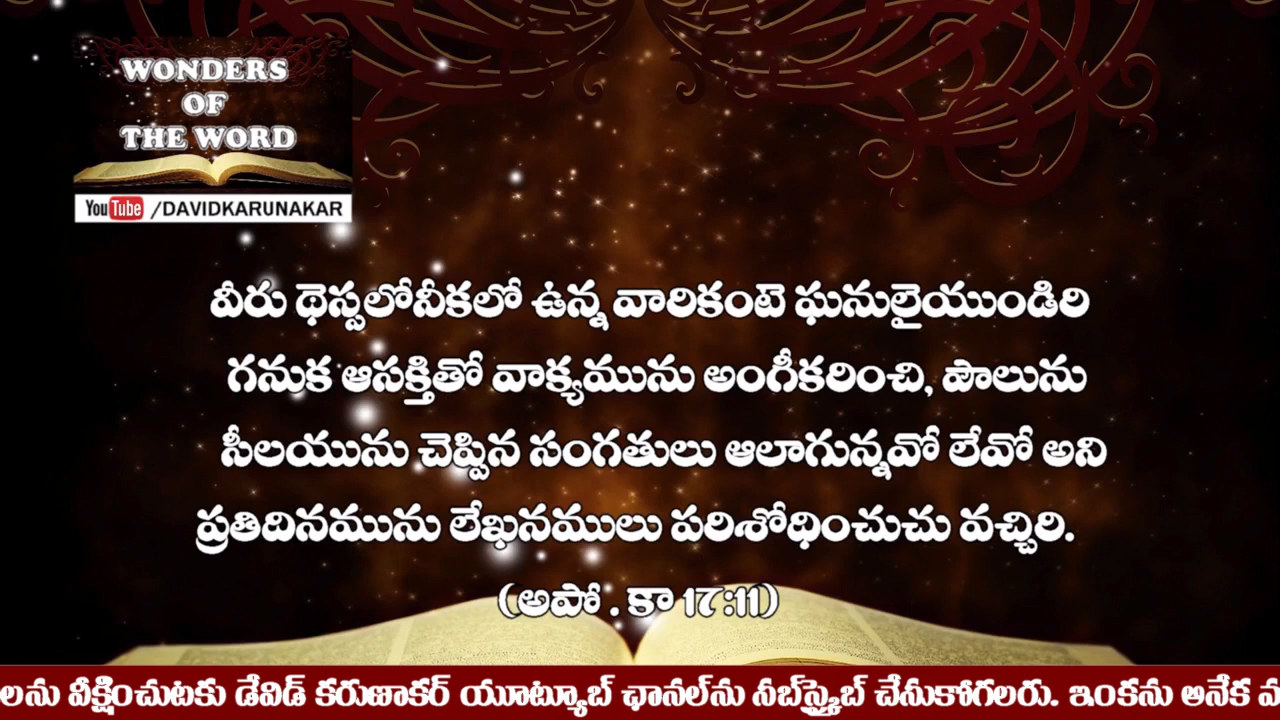 WONDERS
OF
THE WORD
YouTube /DAVIDKARUNAKAR
వీరు థెస్సలోనీకలో ఉన్న వారికంటె ఘనులైయుండిరి
గనుక ఆసక్తితో వాక్యమును అంగీకరించి, పౌలును
సీలయును చెప్పిన సంగతులు ఆలాగున్నవో లేవో అని
ప్రతిదినమును లేఖనములు పరిశోధించుచు వచ్చిరి.
(అపో . కా 17:11)
లను వీక్షించుటకు డేవిడ్ కరుణాకర్ యూట్యూబ్ ఛానల్‌ను సబ్‌స్క్రైబ్ చేసుకోగలరు. ఇంకను అనేక